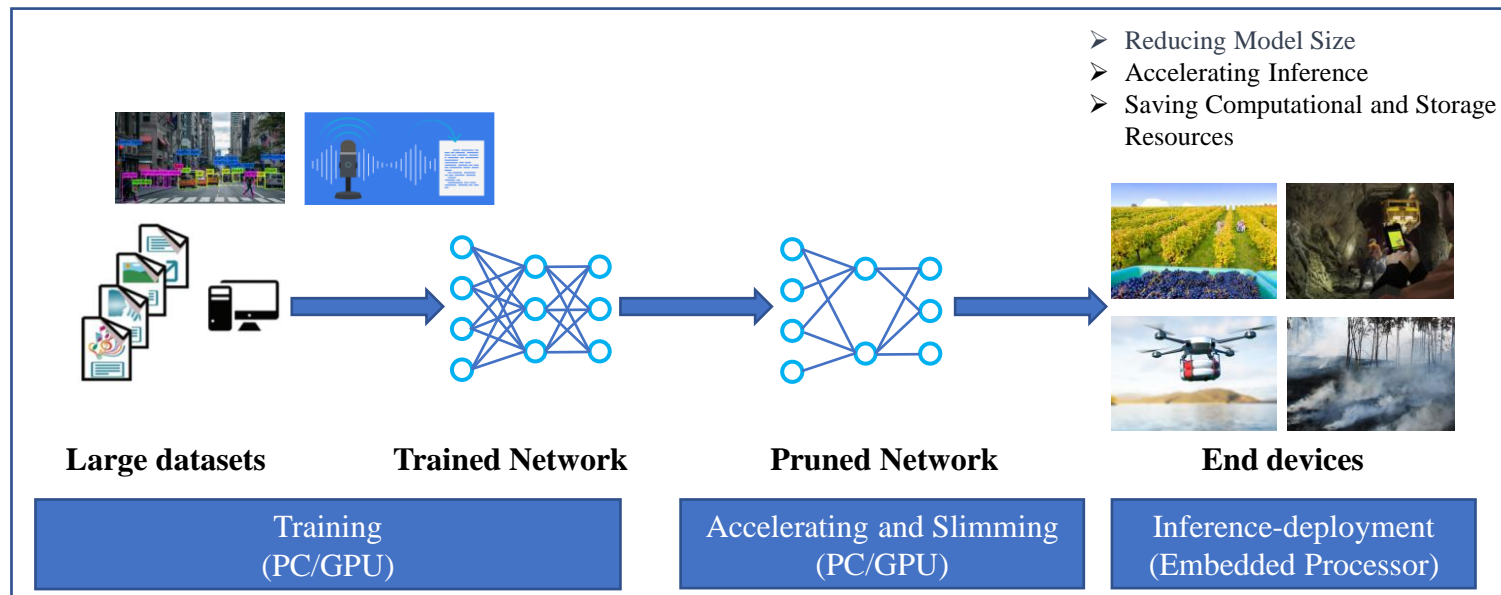 ➢ Reducing Model Size
➢ Accelerating Inference
➢ Saving Computational and Storage
Resources
Large datasets
Trained Network
Pruned Network
End devices
Training
(PC/GPU)
Accelerating and Slimming
(PC/GPU)
Inference-deployment
(Embedded Processor)